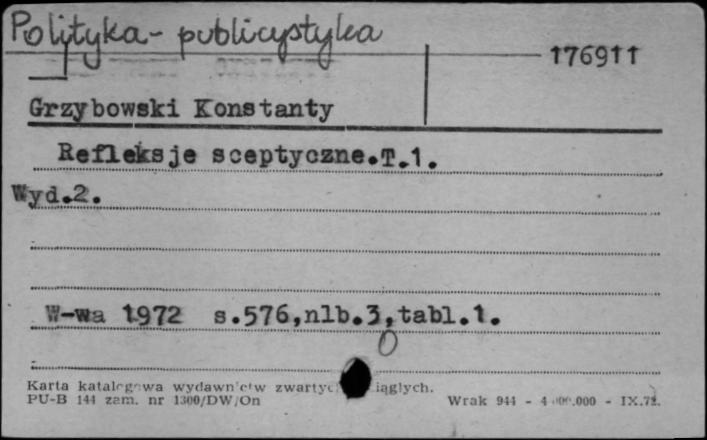 Polityka - publicystyka
176911
Grzybowski Konstanty
Refleksje sceptyczne.T.1.
Wyd.2.
W-wa 1972 s.576,nlb.3,tabl.1.
0
Karta katalogowa wydawnictw zwartych ciągłych.
PU-B 144 zam. nr 1300/DW/On
Wrak 944 - 4 000.000 - IX.72.